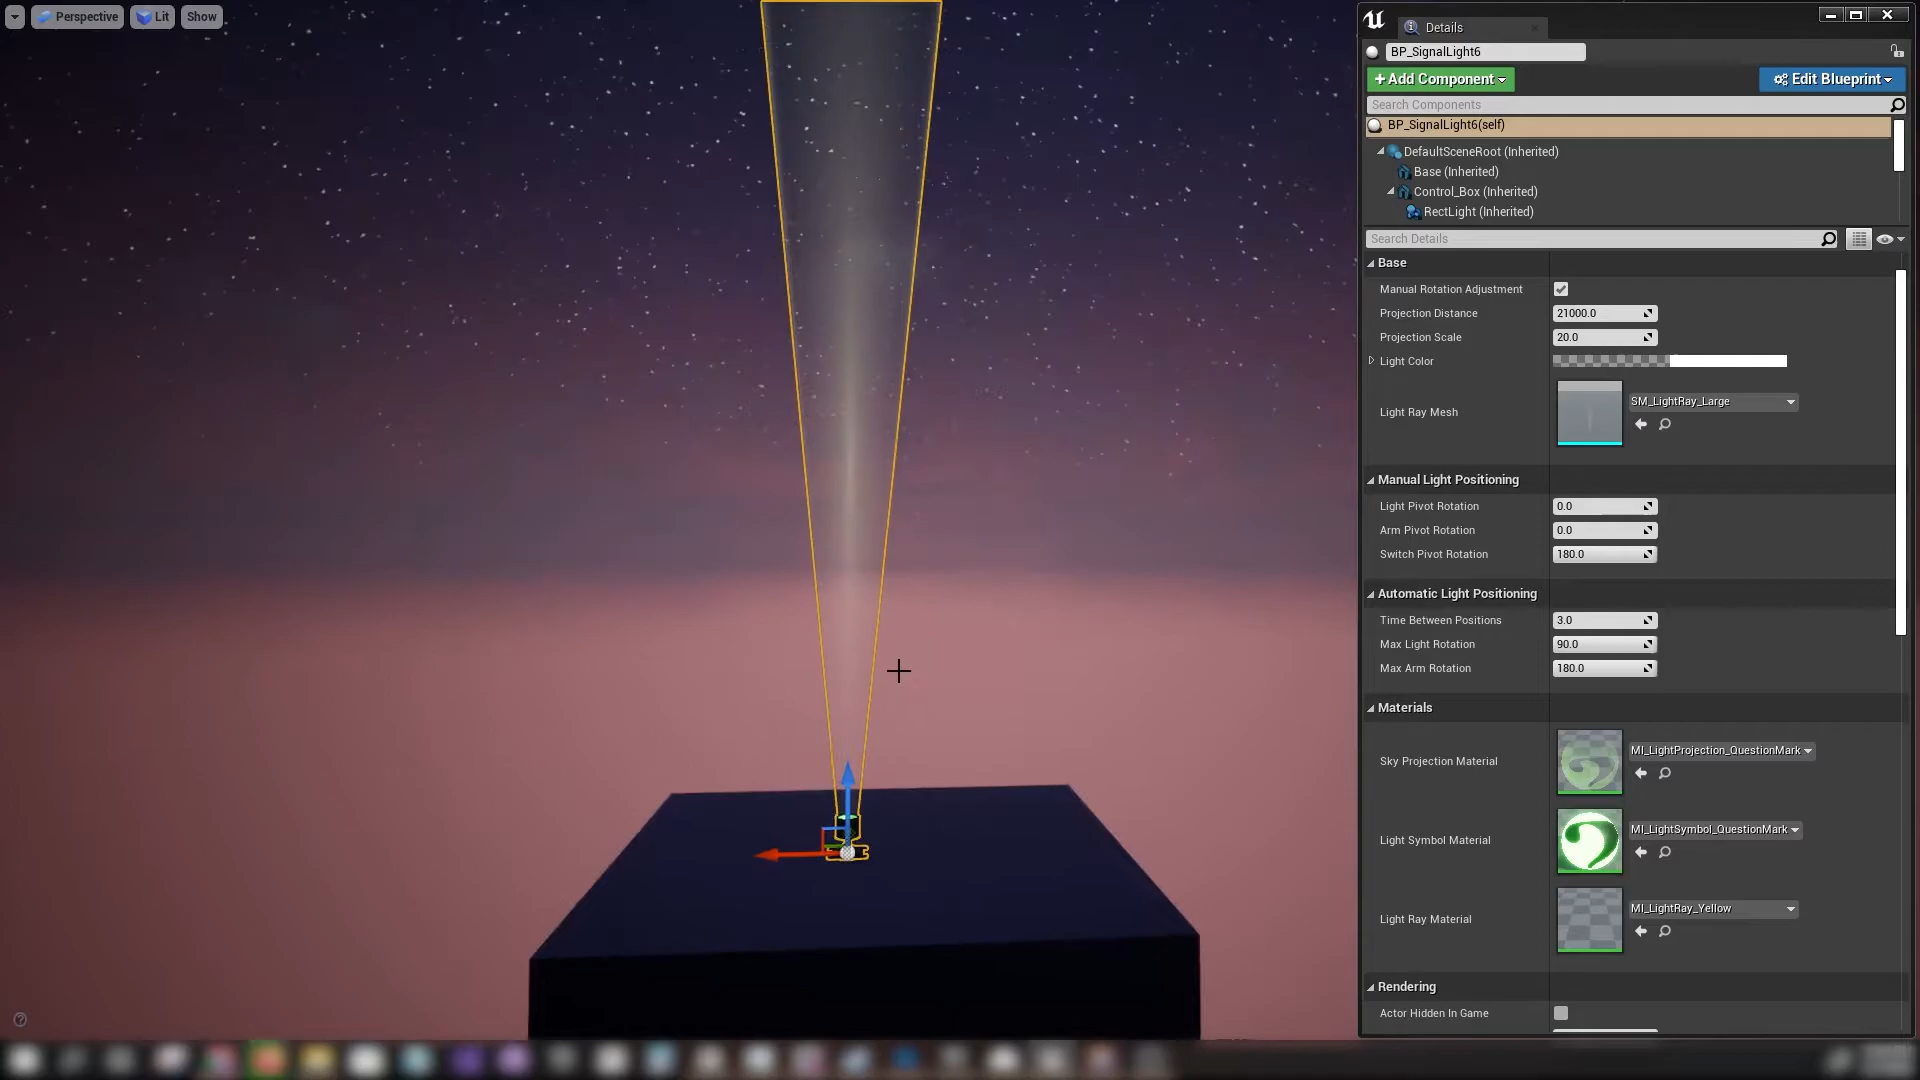 Perspective Lit Show
Details
BP_SignalLight6
+ Add Component
Edit Blueprint
Search Components
BP_SignalLight6(self)
DefaultSceneRoot (Inherited)
Base (Inherited)
Control_Box (Inherited)
RectLight (Inherited)
Search Details
Base
Manual Rotation Adjustment
Projection Distance 21000.0
Projection Scale 20.0
Light Color
Light Ray Mesh SM_LightRay_Large
Manual Light Positioning
Light Pivot Rotation 0.0
Arm Pivot Rotation 0.0
Switch Pivot Rotation 180.0
Automatic Light Positioning
Time Between Positions 3.0
Max Light Rotation 90.0
Max Arm Rotation 180.0
Materials
Sky Projection Material MI_LightProjection_QuestionMark
Light Symbol Material MI_LightSymbol_QuestionMark
Light Ray Material MI_LightRay_Yellow
Rendering
Actor Hidden In Game